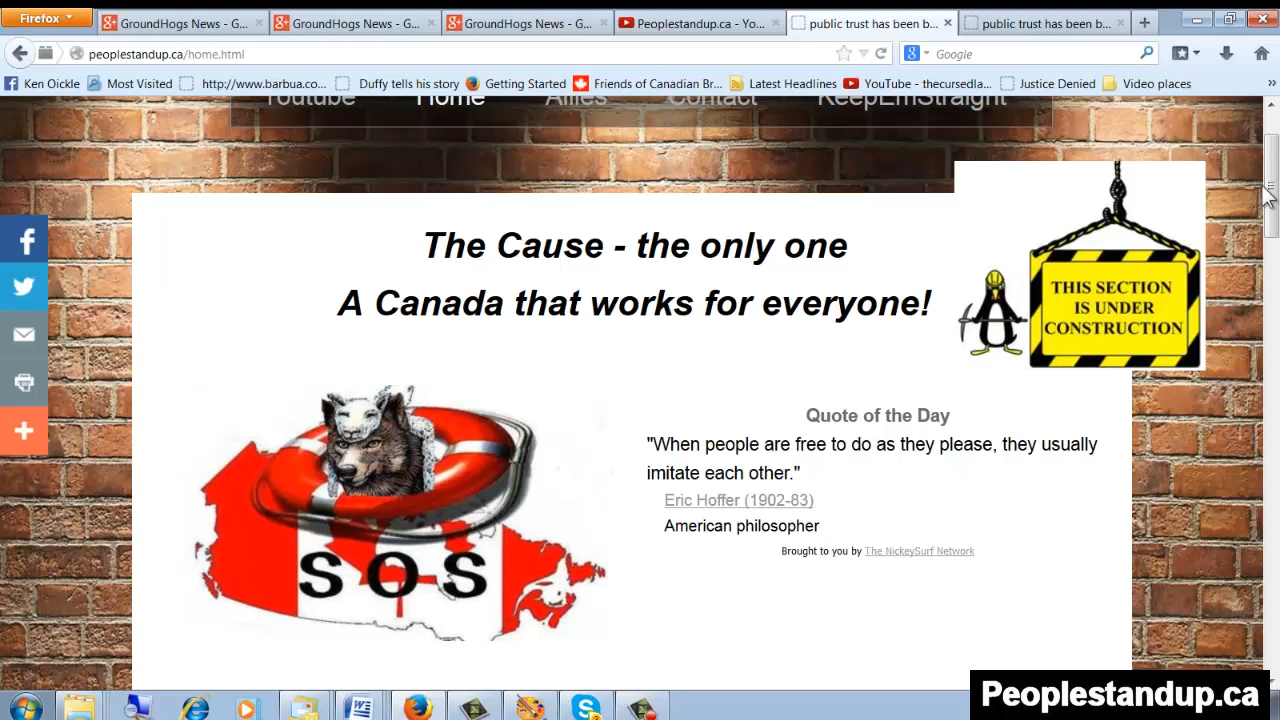 Firefox
GroundHogs News - G...
GroundHogs News - G...
GroundHogs News - G...
Peoplestandup.ca - Yo...
public trust has been b...
public trust has been b...
peoplestandup.ca/home.html
Google
Ken Oickle
Most Visited
http://www.barbua.co...
Duffy tells his story
Getting Started
Friends of Canadian Br...
Latest Headlines
YouTube - thecursedla...
Justice Denied
Video places
»
Youtube
Home
Allies
Contact
KeepEmStraight
The Cause - the only one
A Canada that works for everyone!
THIS SECTION
IS UNDER
CONSTRUCTION
SOS
Quote of the Day
"When people are free to do as they please, they usually
imitate each other."
Eric Hoffer (1902-83)
American philosopher
Brought to you by The NickeySurf Network
Peoplestandup.ca